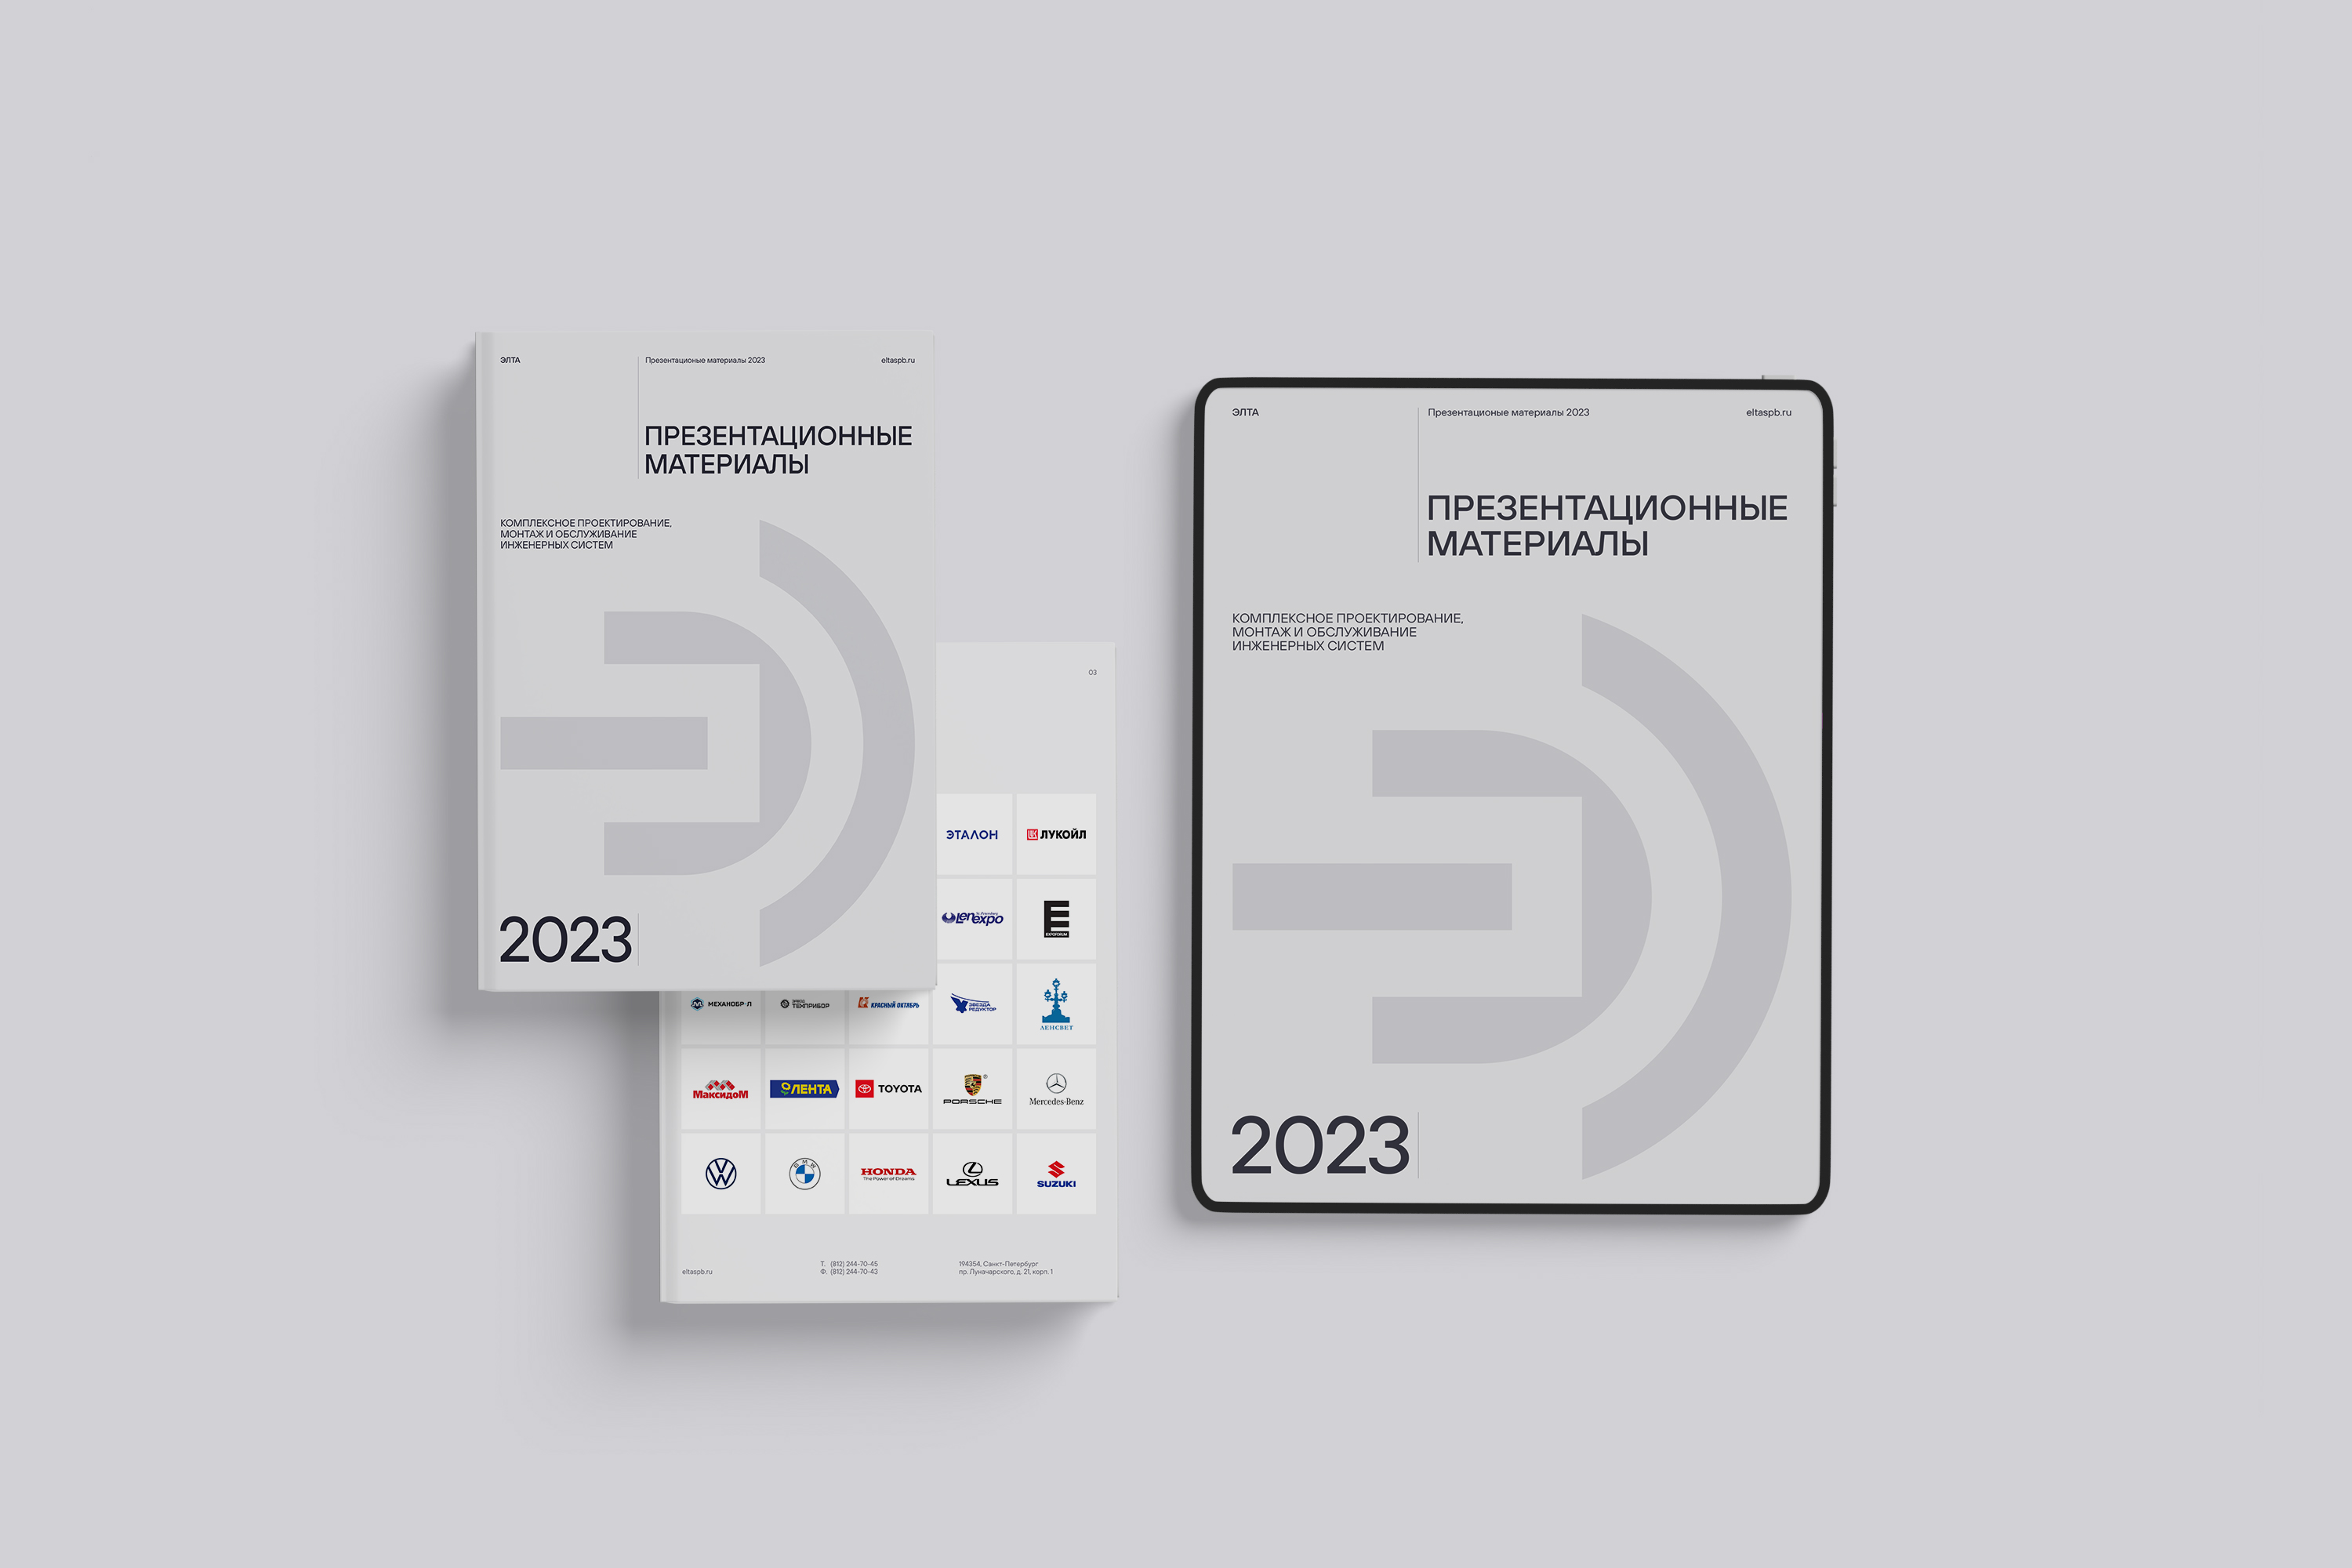 ЭЛТА
Презентационые материалы 2023
eltaspb.ru
ПРЕЗЕНТАЦИОННЫЕ
МАТЕРИАЛЫ
КОМПЛЕКСНОЕ ПРОЕКТИРОВАНИЕ,
МОНТАЖ И ОБСЛУЖИВАНИЕ
ИНЖЕНЕРНЫХ СИСТЕМ
2023
03
ЭТАЛОН
ЛУКОЙЛ
Lenexpo
EXPOFORUM
МЕХАНОБР-Л
ЗАВОД
ТЕХПРИБОР
КРАСНЫЙ ОКТЯБРЬ
ЗВЕЗДА
РЕДУКТОР
ЛЕНСВЕТ
МаксидоМ
ЛЕНТА
TOYOTA
PORSCHE
Mercedes-Benz
BMW
HONDA
The Power of Dreams
LEXUS
SUZUKI
eltaspb.ru
Т. (812) 244-70-45
Ф. (812) 244-70-43
194354, Санкт-Петербург
пр. Луначарского, д. 21, корп. 1
ЭЛТА
Презентационые материалы 2023
eltaspb.ru
ПРЕЗЕНТАЦИОННЫЕ
МАТЕРИАЛЫ
КОМПЛЕКСНОЕ ПРОЕКТИРОВАНИЕ,
МОНТАЖ И ОБСЛУЖИВАНИЕ
ИНЖЕНЕРНЫХ СИСТЕМ
2023